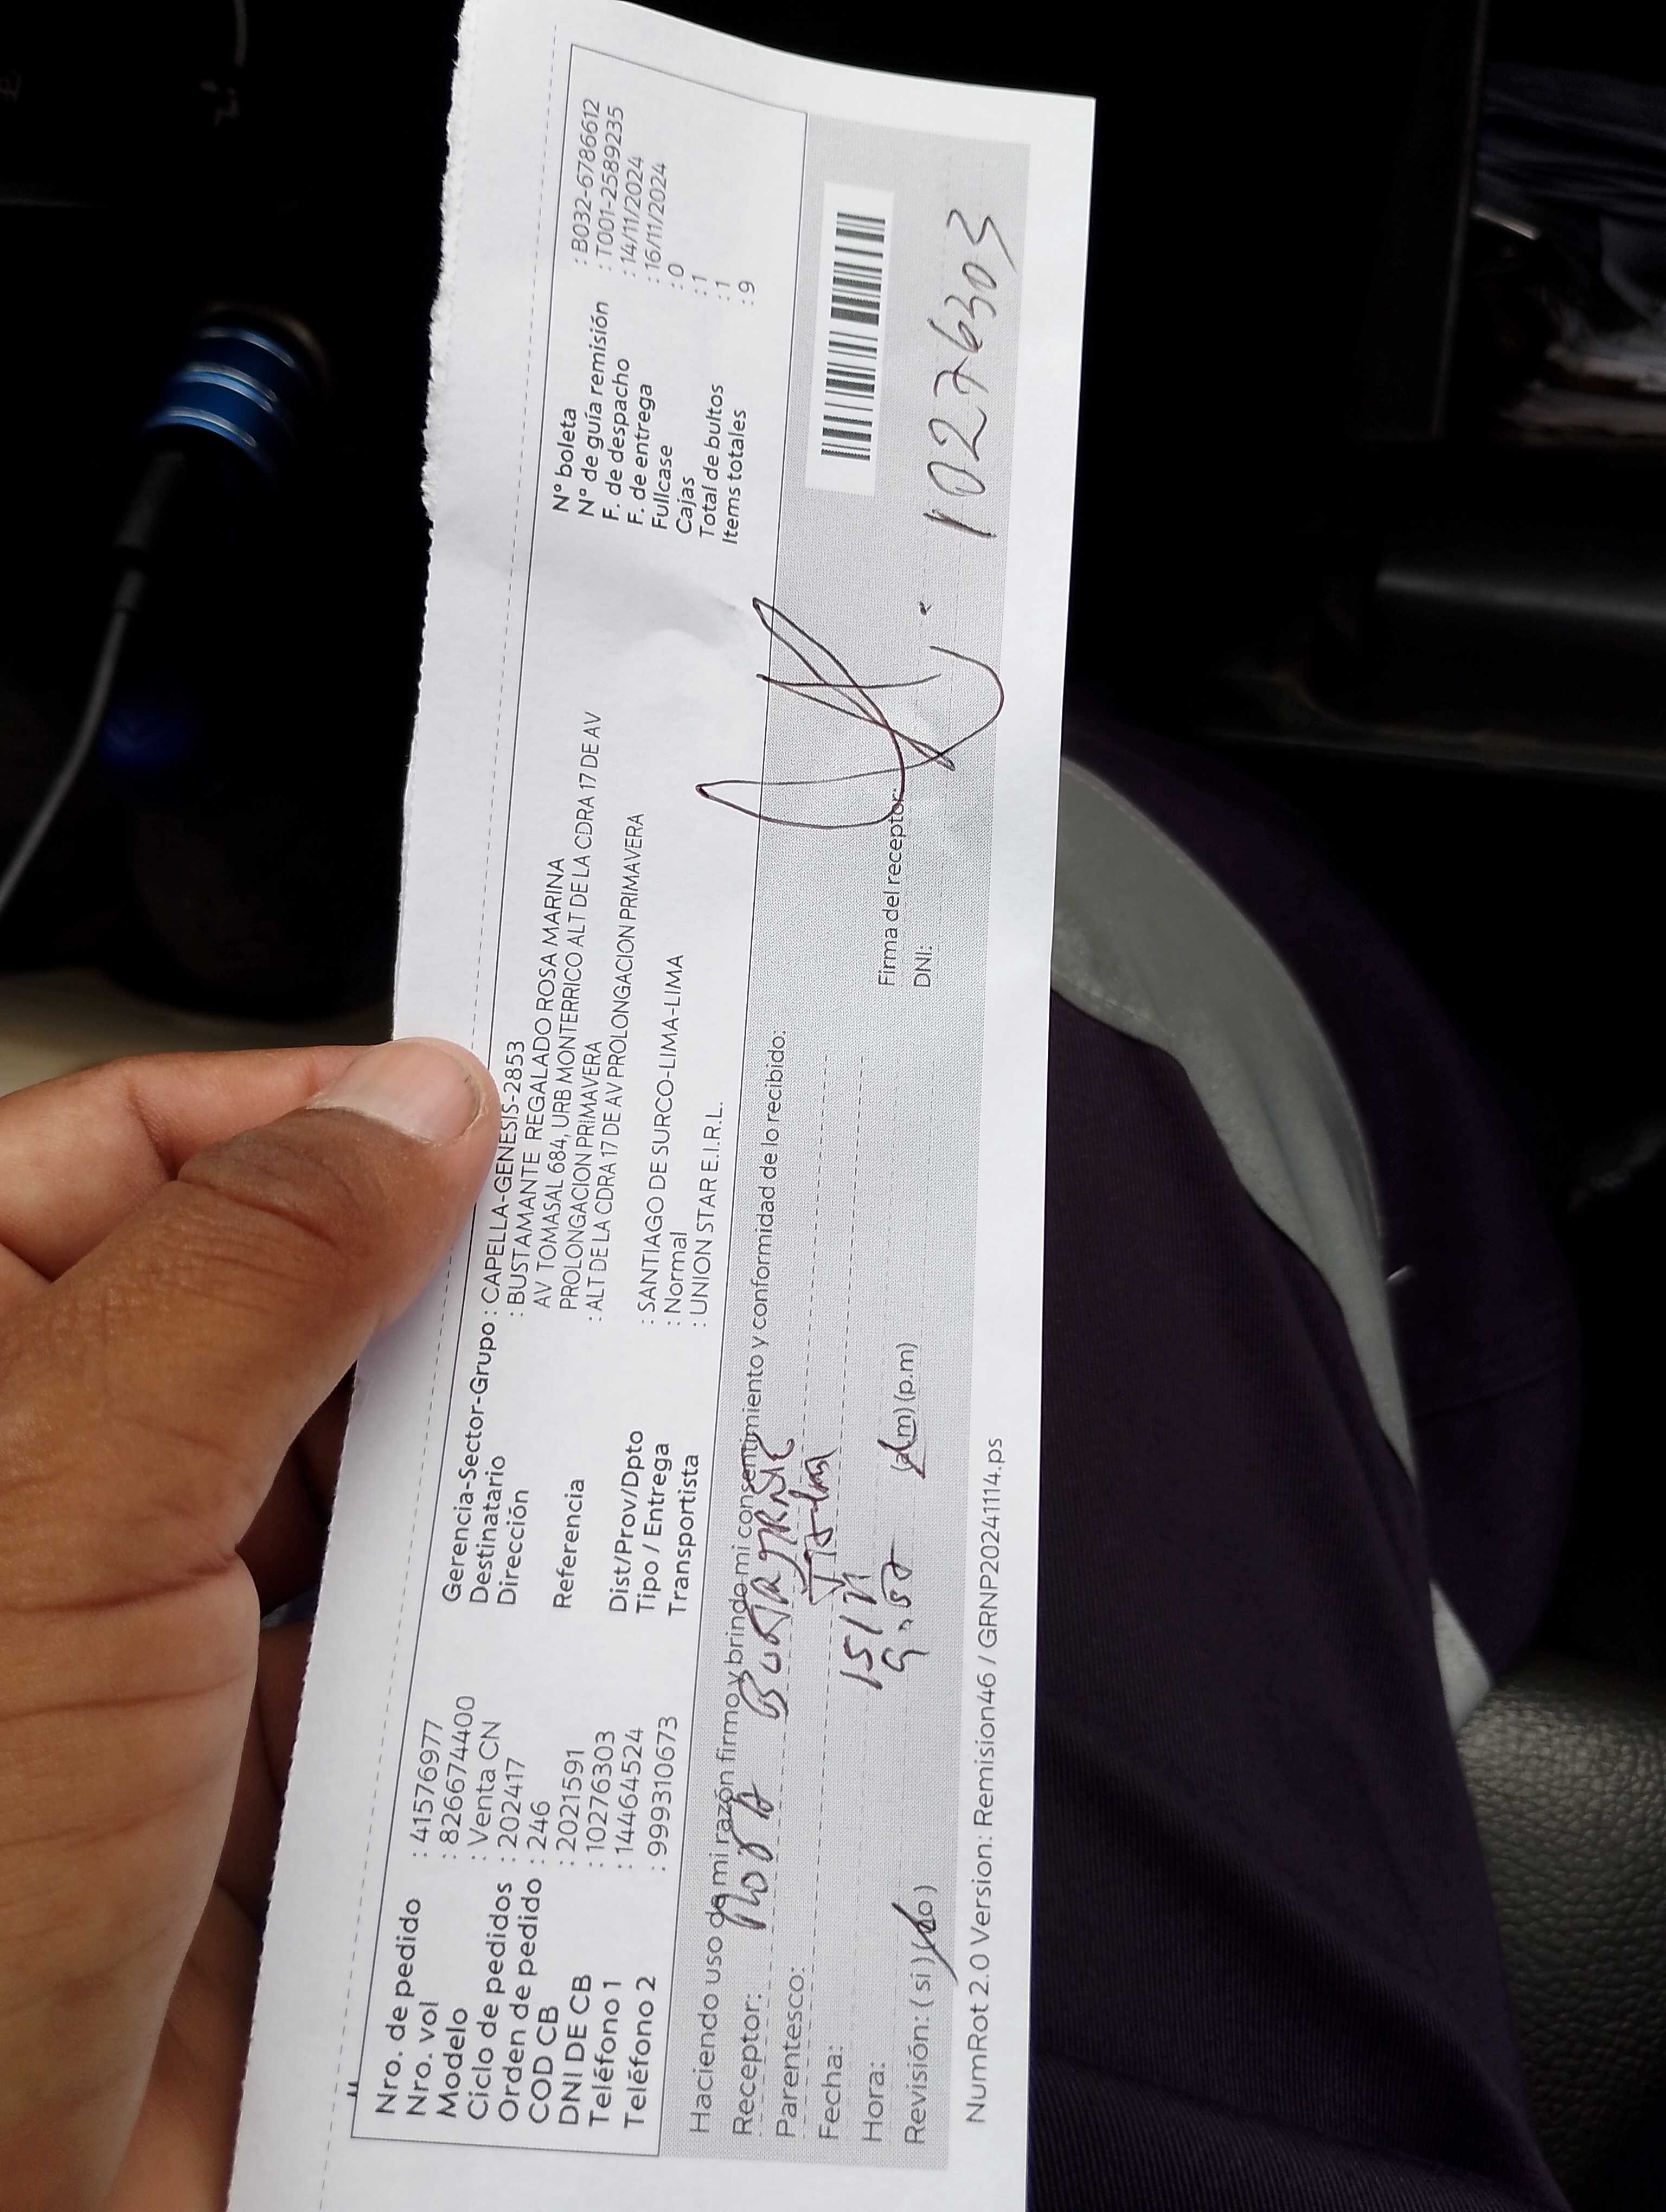 Nro. de pedido : 41576977
Nro. vol : 8266674400
Modelo : Venta CN
Ciclo de pedidos : 202417
Orden de pedido : 246
COD CB : 2021591
DNI DE CB : 10276303
Teléfono 1 : 14464524
Teléfono 2 : 999310673
Gerencia-Sector-Grupo : CAPELLA-GENESIS-2853
Destinatario : BUSTAMANTE REGALADO ROSA MARINA
Dirección AV TOMASAL 684, URB MONTERRICO ALT DE LA CDRA 17 DE AV
PROLONGACION PRIMAVERA
Referencia : ALT DE LA CDRA 17 DE AV PROLONGACION PRIMAVERA
Dist/Prov/Dpto : SANTIAGO DE SURCO-LIMA-LIMA
Tipo / Entrega : Normal
Transportista : UNION STAR E.I.R.L.
N° boleta : B032-6786612
N° de guía remisión : T001-2589235
F. de despacho : 14/11/2024
F. de entrega : 16/11/2024
Fullcase : 0
Cajas : 1
Total de bultos : 1
Items totales : 9
Haciendo uso de mi razón firmo y brindo mi consentimiento y conformidad de lo recibido:
Receptor: Rosa
Parentesco:
Fecha: 15/11
Hora: (a.m) (p.m)
Revisión: ( si ) (no)
Firma del receptor:
DNI: 10276303
NumRot 2.0 Version: Remision46 / GRNP20241114.ps